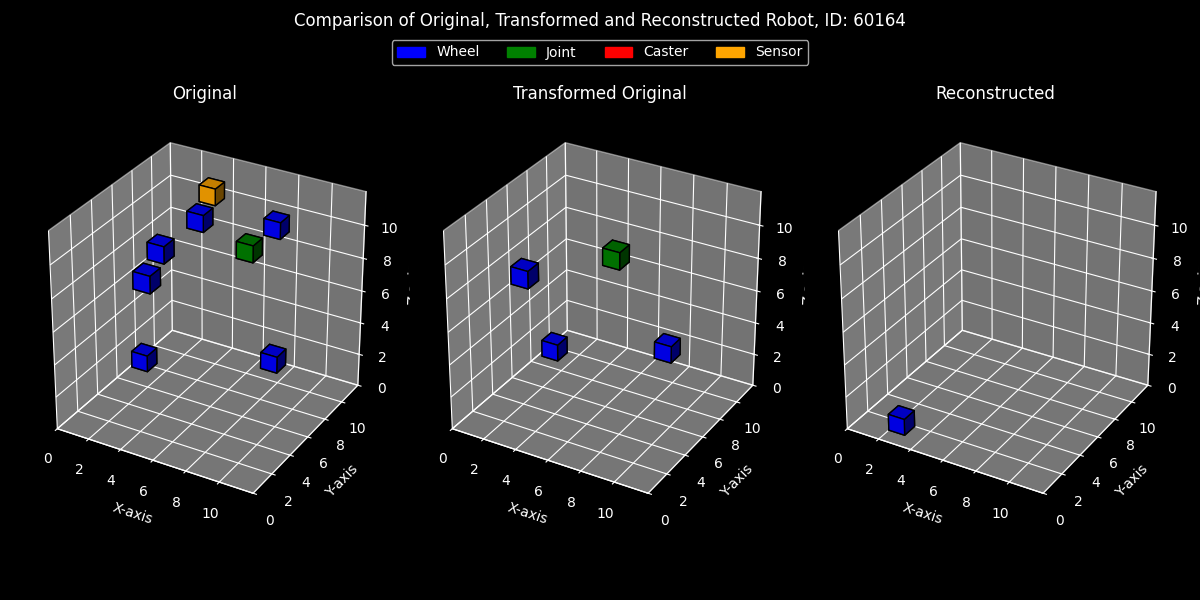 Comparison of Original, Transformed and Reconstructed Robot, ID: 60164
Wheel Joint Caster Sensor
Original Transformed Original Reconstructed
10 10 10
8 8 8
6 6 6
4 4 4
2 2 2
0 0 0
0 2 4 6 8 10 0 2 4 6 8 10 0 2 4 6 8 10
0 2 4 6 8 10 0 2 4 6 8 10 0 2 4 6 8 10
X-axis Y-axis X-axis Y-axis X-axis Y-axis